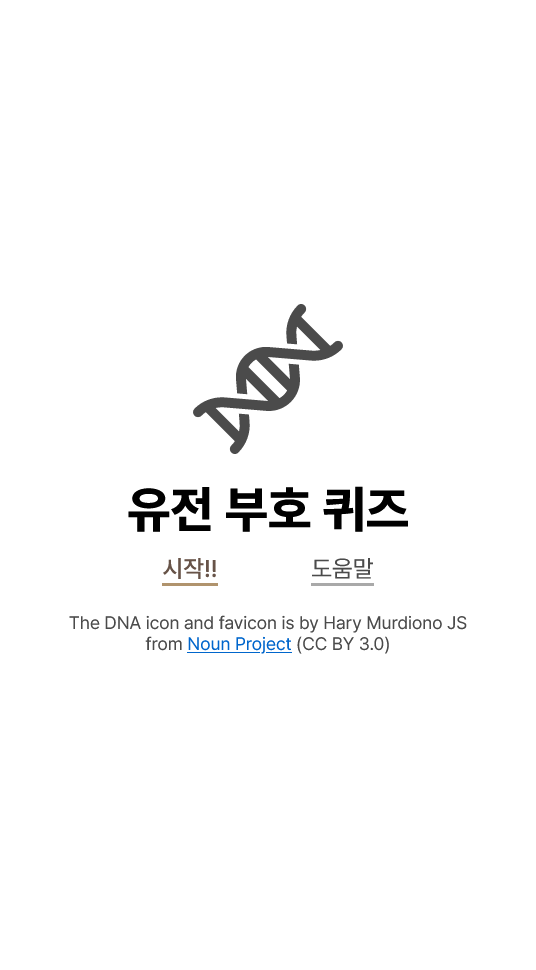 유전 부호 퀴즈
시작!! 도움말
The DNA icon and favicon is by Hary Murdiono JS
from Noun Project (CC BY 3.0)